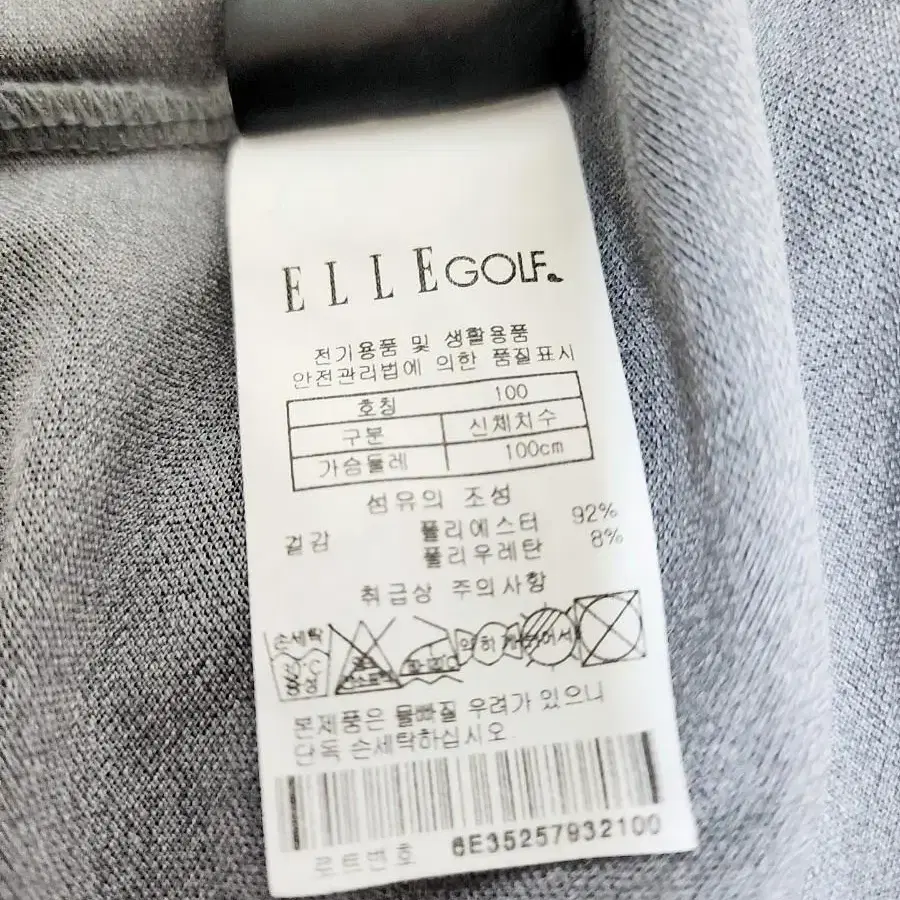 ELLE GOLF
전기용품 및 생활용품
안전관리법에 의한 품질표시
호칭 100
구분 신체치수
가슴둘레 100cm
섬유의 조성
겉감 폴리에스터 92%
폴리우레탄 8%
취급상 주의사항
손세탁 약하게
본제품은 물빠질 우려가 있으니
단독 손세탁하십시오.
로트번호 6E35257932100